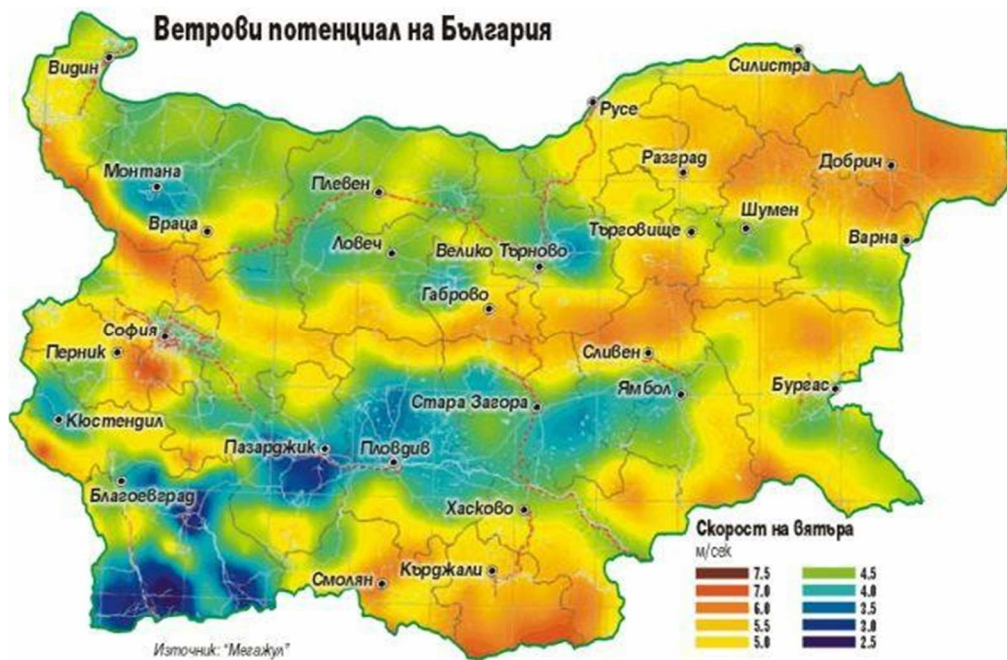 Ветрови потенциал на България
Видин
Силистра
Русе
Разград
Добрич
Монтана
Плевен
Шумен
Враца
Търговище
Варна
Ловеч
Велико Търново
Габрово
София
Перник
Сливен
Ямбол
Бургас
Стара Загора
Кюстендил
Пазарджик
Пловдив
Благоевград
Хасково
Смолян
Кърджали
Скорост на вятъра
м/сек
7.5 4.5
7.0 4.0
6.0 3.5
5.5 3.0
5.0 2.5
Източник: "Мегажул"